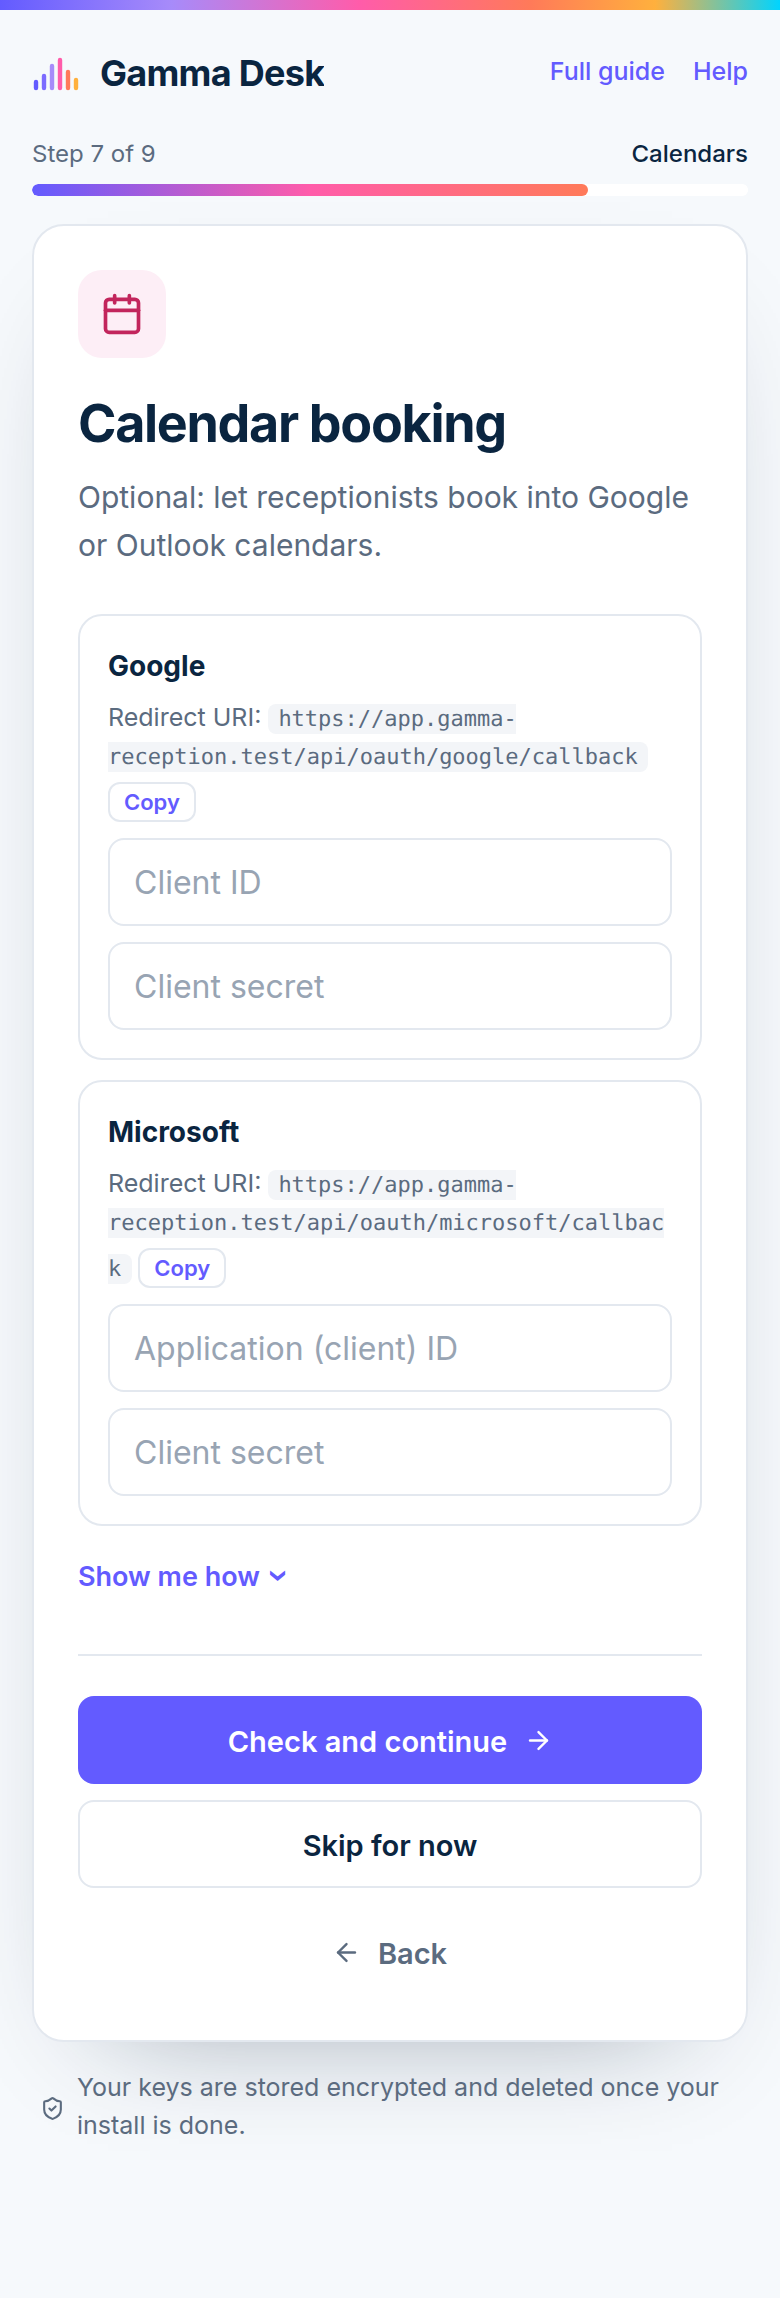 Gamma Desk
Full guide
Help
Step 7 of 9
Calendars
Calendar booking
Optional: let receptionists book into Google
or Outlook calendars.
Google
Redirect URI: https://app.gamma-
reception.test/api/oauth/google/callback
Copy
Client ID
Client secret
Microsoft
Redirect URI: https://app.gamma-
reception.test/api/oauth/microsoft/callbac
k Copy
Application (client) ID
Client secret
Show me how
Check and continue
Skip for now
Back
Your keys are stored encrypted and deleted once your
install is done.